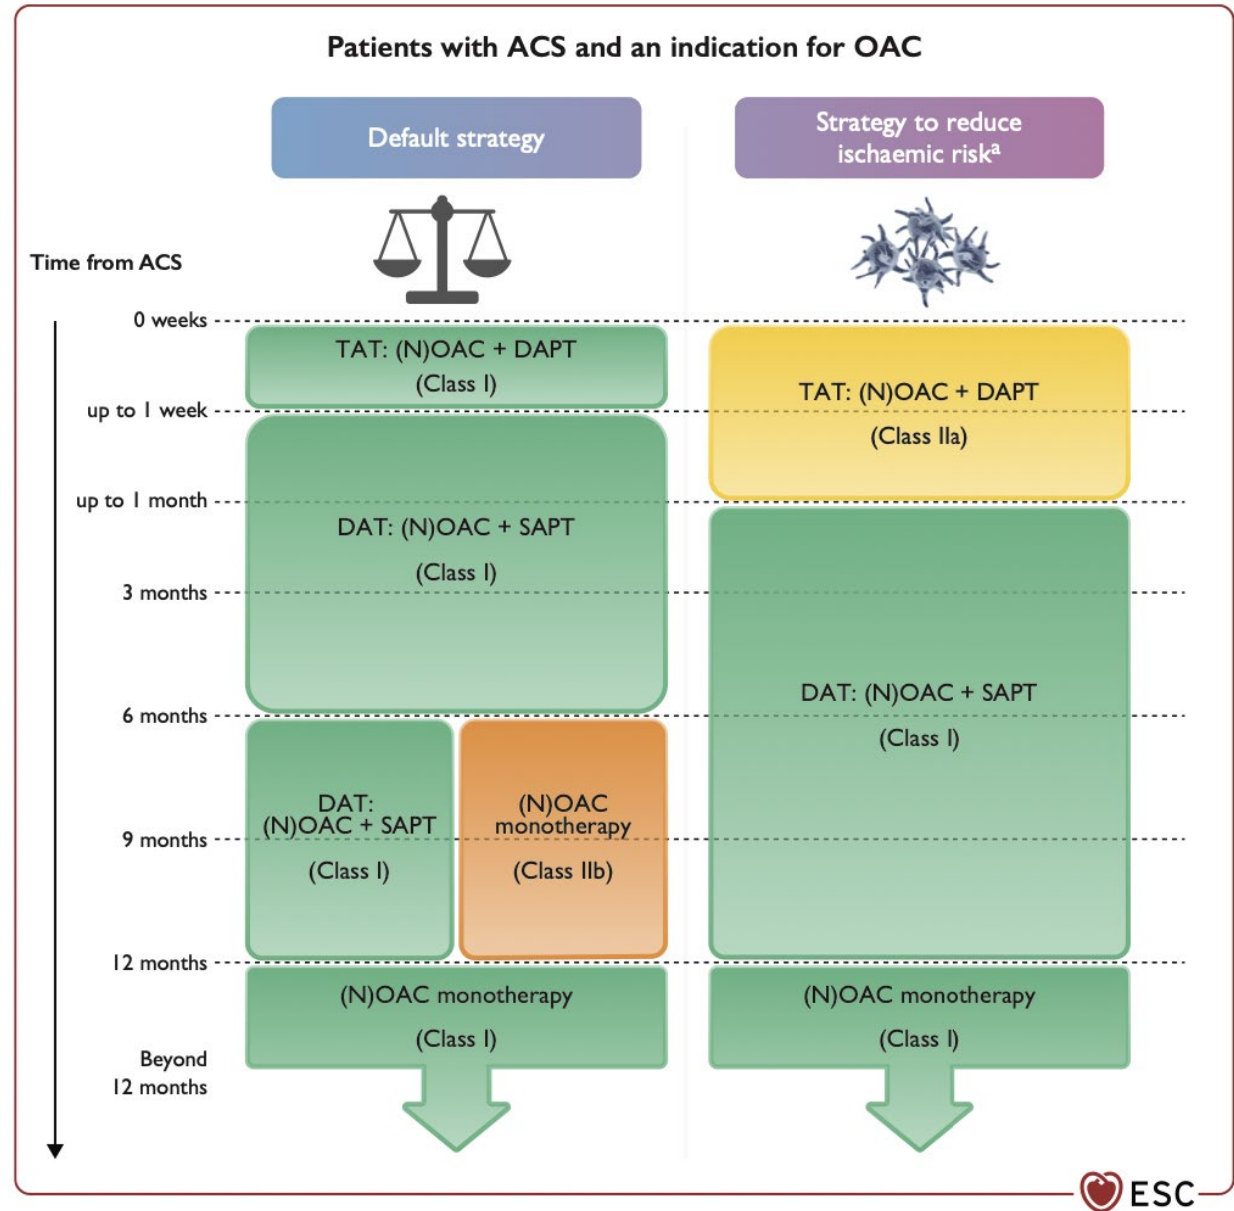 Patients with ACS and an indication for OAC
Default strategy
Strategy to reduce
ischaemic riskᵃ
Time from ACS
0 weeks
TAT: (N)OAC + DAPT
(Class I)
TAT: (N)OAC + DAPT
(Class IIa)
up to 1 week
up to 1 month
DAT: (N)OAC + SAPT
(Class I)
3 months
DAT: (N)OAC + SAPT
(Class I)
6 months
DAT:
(N)OAC + SAPT
(Class I)
(N)OAC
monotherapy
(Class IIb)
9 months
12 months
(N)OAC monotherapy
(Class I)
(N)OAC monotherapy
(Class I)
Beyond
12 months
ESC